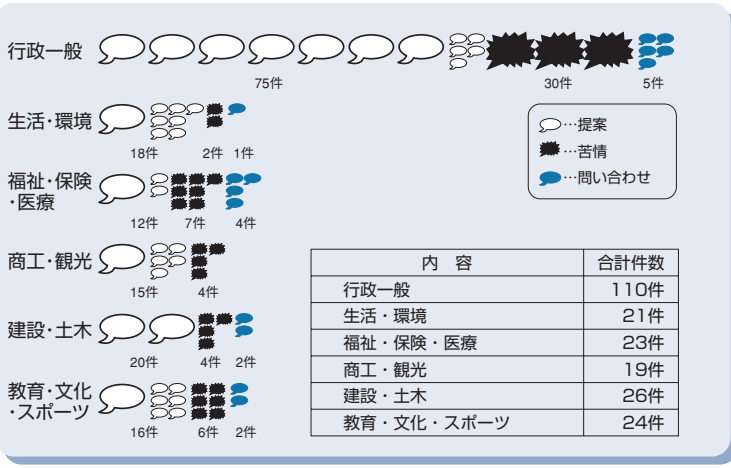 行政一般
75件 30件 5件
生活・環境
18件 2件 1件
…提案
…苦情
…問い合わせ
福祉・保険
・医療
12件 7件 4件
商工・観光
15件 4件
建設・土木
20件 4件 2件
教育・文化
・スポーツ
16件 6件 2件
内 容 合計件数
行政一般 110件
生活・環境 21件
福祉・保険・医療 23件
商工・観光 19件
建設・土木 26件
教育・文化・スポーツ 24件